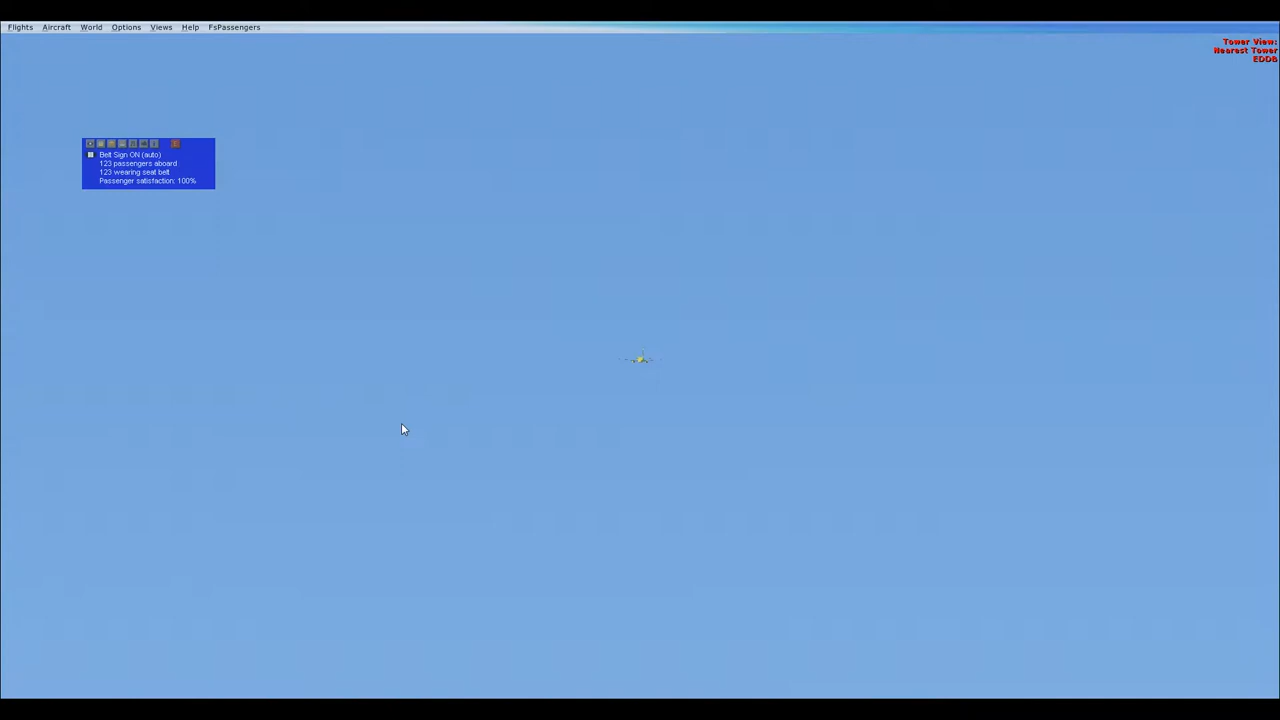 Flights Aircraft World Options Views Help FsPassengers
Tower View:
Nearest Tower
EDDB
Belt Sign ON (auto)
123 passengers aboard
123 wearing seat belt
Passenger satisfaction: 100%